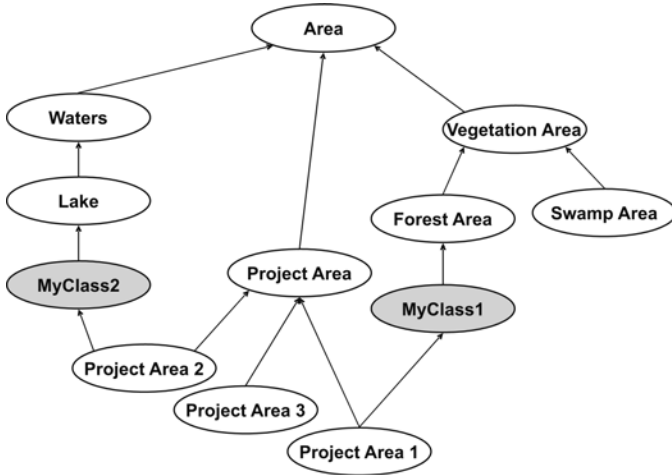 Area
Waters
Vegetation Area
Lake
Forest Area
Swamp Area
Project Area
MyClass2
MyClass1
Project Area 2
Project Area 3
Project Area 1